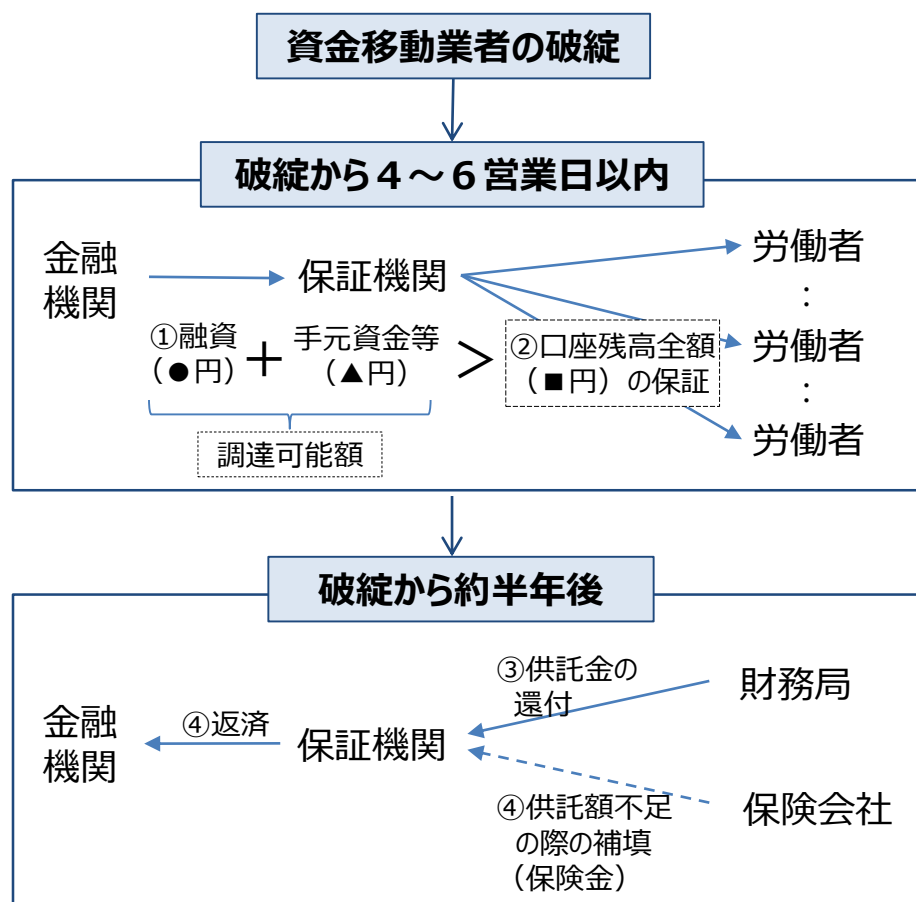 資金移動業者の破綻
破綻から４～６営業日以内
金融
機関
保証機関
労働者
：
労働者
：
労働者
①融資
（●円）
＋
手元資金等
（▲円）
＞
②口座残高全額
（■円）の保証
調達可能額
破綻から約半年後
金融
機関
④返済
保証機関
③供託金の
還付
財務局
④供託額不足
の際の補填
（保険金）
保険会社